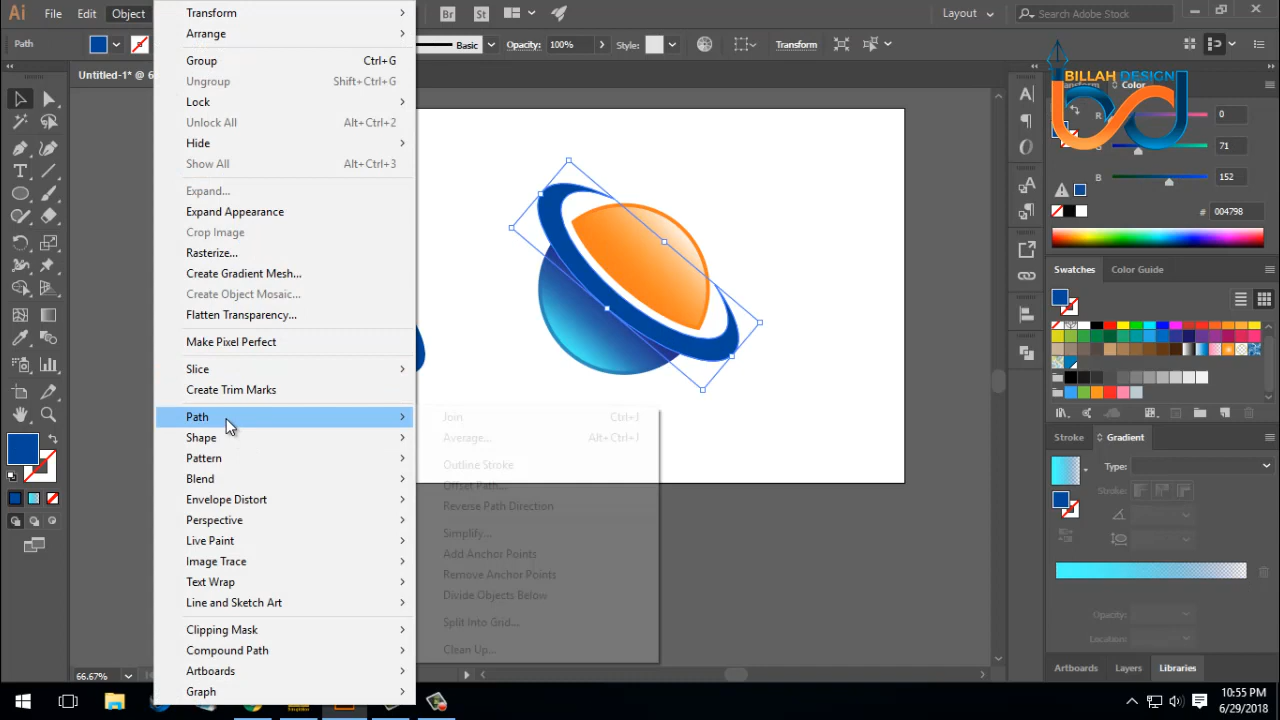 Ai File Edit Object Br St Layout Search Adobe Stock
Path Basic Opacity: 100% Style: Transform
Untitled-1* @ 6
BILLAH DESIGN
bd
Transform
Arrange
Group Ctrl+G
Ungroup Shift+Ctrl+G
Lock
Unlock All Alt+Ctrl+2
Hide
Show All Alt+Ctrl+3
Expand...
Expand Appearance
Crop Image
Rasterize...
Create Gradient Mesh...
Create Object Mosaic...
Flatten Transparency...
Make Pixel Perfect
Slice
Create Trim Marks
Path
Shape
Pattern
Blend
Envelope Distort
Perspective
Live Paint
Image Trace
Text Wrap
Line and Sketch Art
Clipping Mask
Compound Path
Artboards
Graph
Join Ctrl+J
Average... Alt+Ctrl+J
Outline Stroke
Offset Path...
Reverse Path Direction
Simplify...
Add Anchor Points
Remove Anchor Points
Divide Objects Below
Split Into Grid...
Clean Up...
Color
R 0
71
B 152
# 004798
Swatches Color Guide
Stroke Gradient
Type:
Stroke:
Opacity:
Location:
Artboards Layers Libraries
66.67%
10:55 PM
6/29/2018